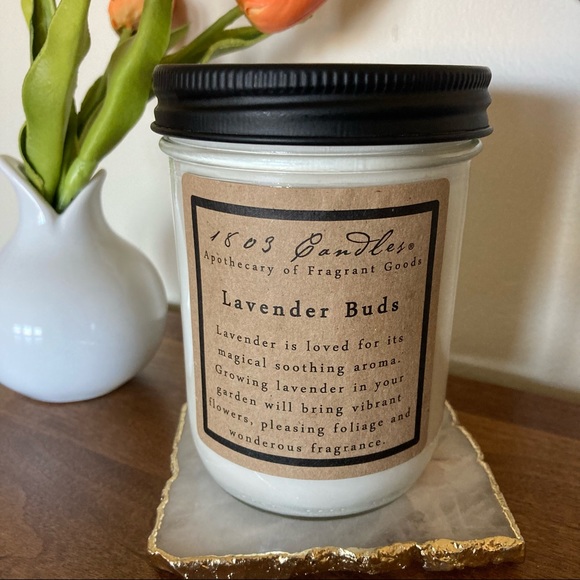 1803 Candles®
Apothecary of Fragrant Goods
Lavender Buds
Lavender is loved for its
magical soothing aroma.
Growing lavender in your
garden will bring vibrant
flowers, pleasing foliage and
wonderous fragrance.